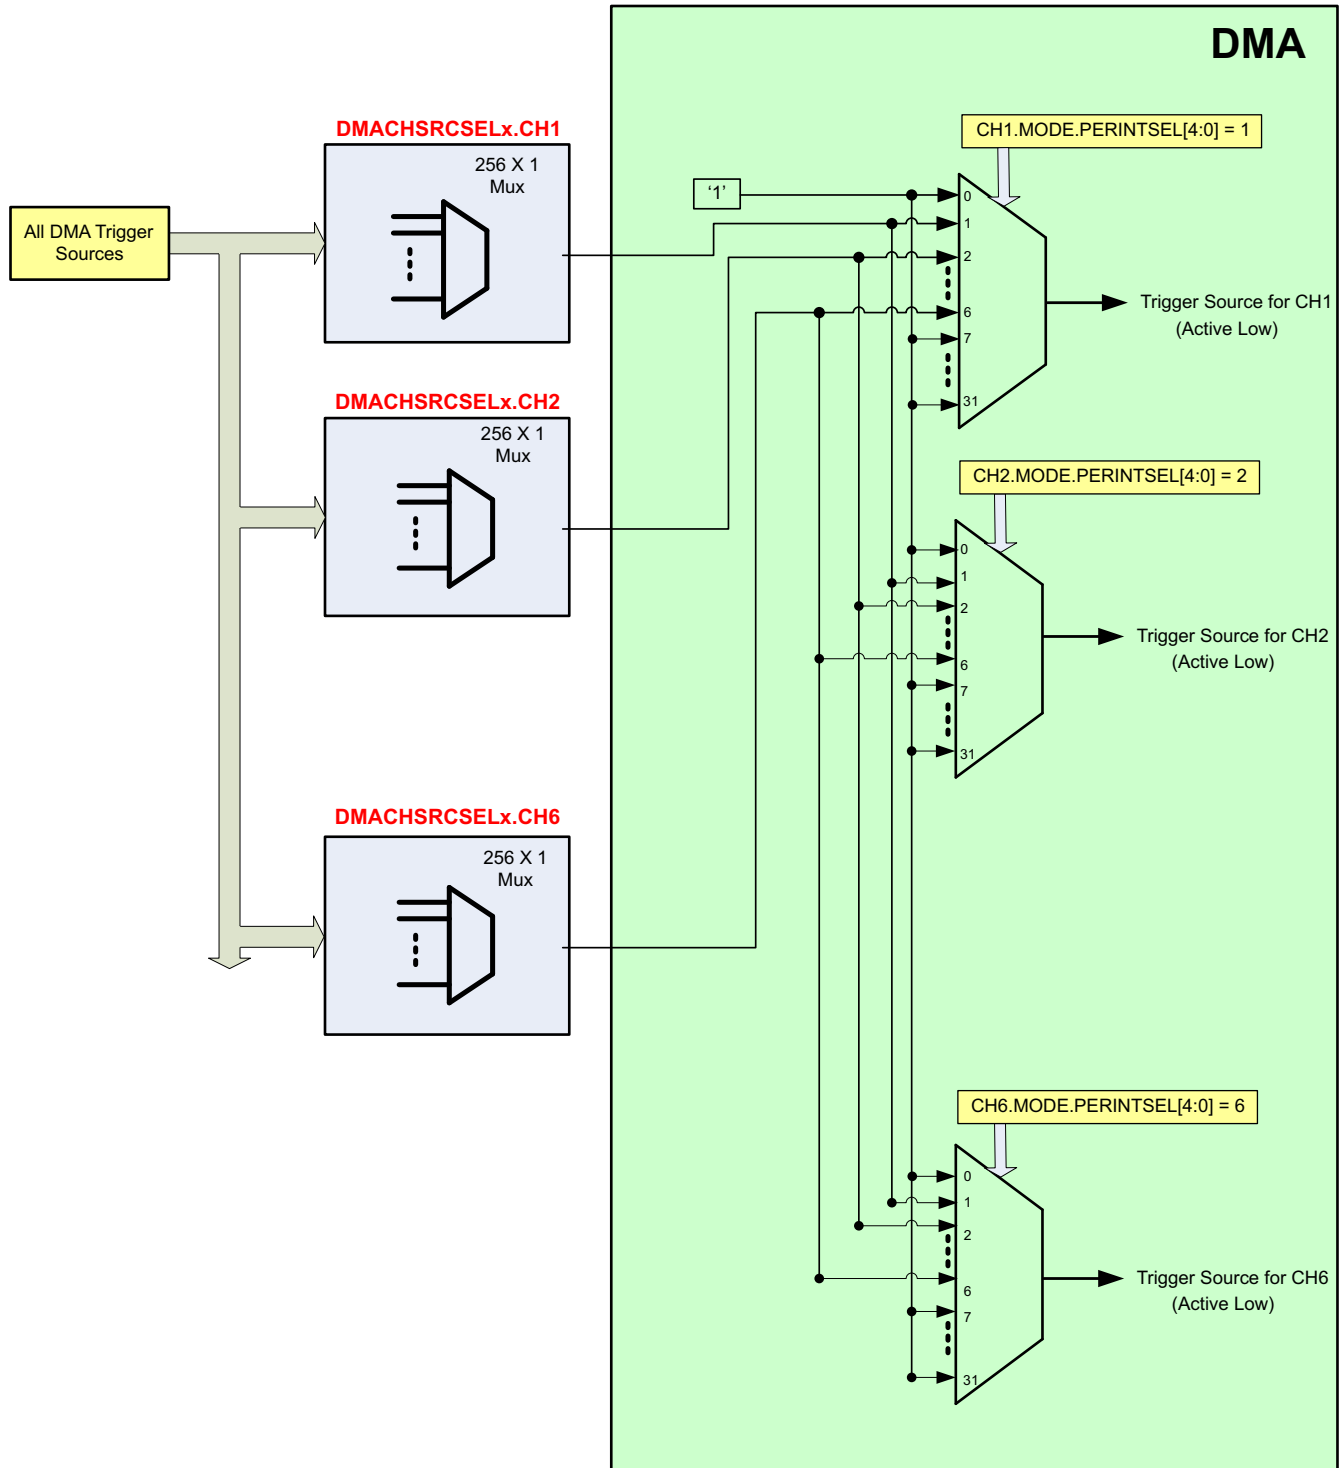 DMA
DMACHSRCSELx.CH1
256 X 1
Mux
All DMA Trigger
Sources
CH1.MODE.PERINTSEL[4:0] = 1
'1'
0
1
2
6
7
31
Trigger Source for CH1
(Active Low)
DMACHSRCSELx.CH2
256 X 1
Mux
CH2.MODE.PERINTSEL[4:0] = 2
0
1
2
6
7
31
Trigger Source for CH2
(Active Low)
DMACHSRCSELx.CH6
256 X 1
Mux
CH6.MODE.PERINTSEL[4:0] = 6
0
1
2
6
7
31
Trigger Source for CH6
(Active Low)